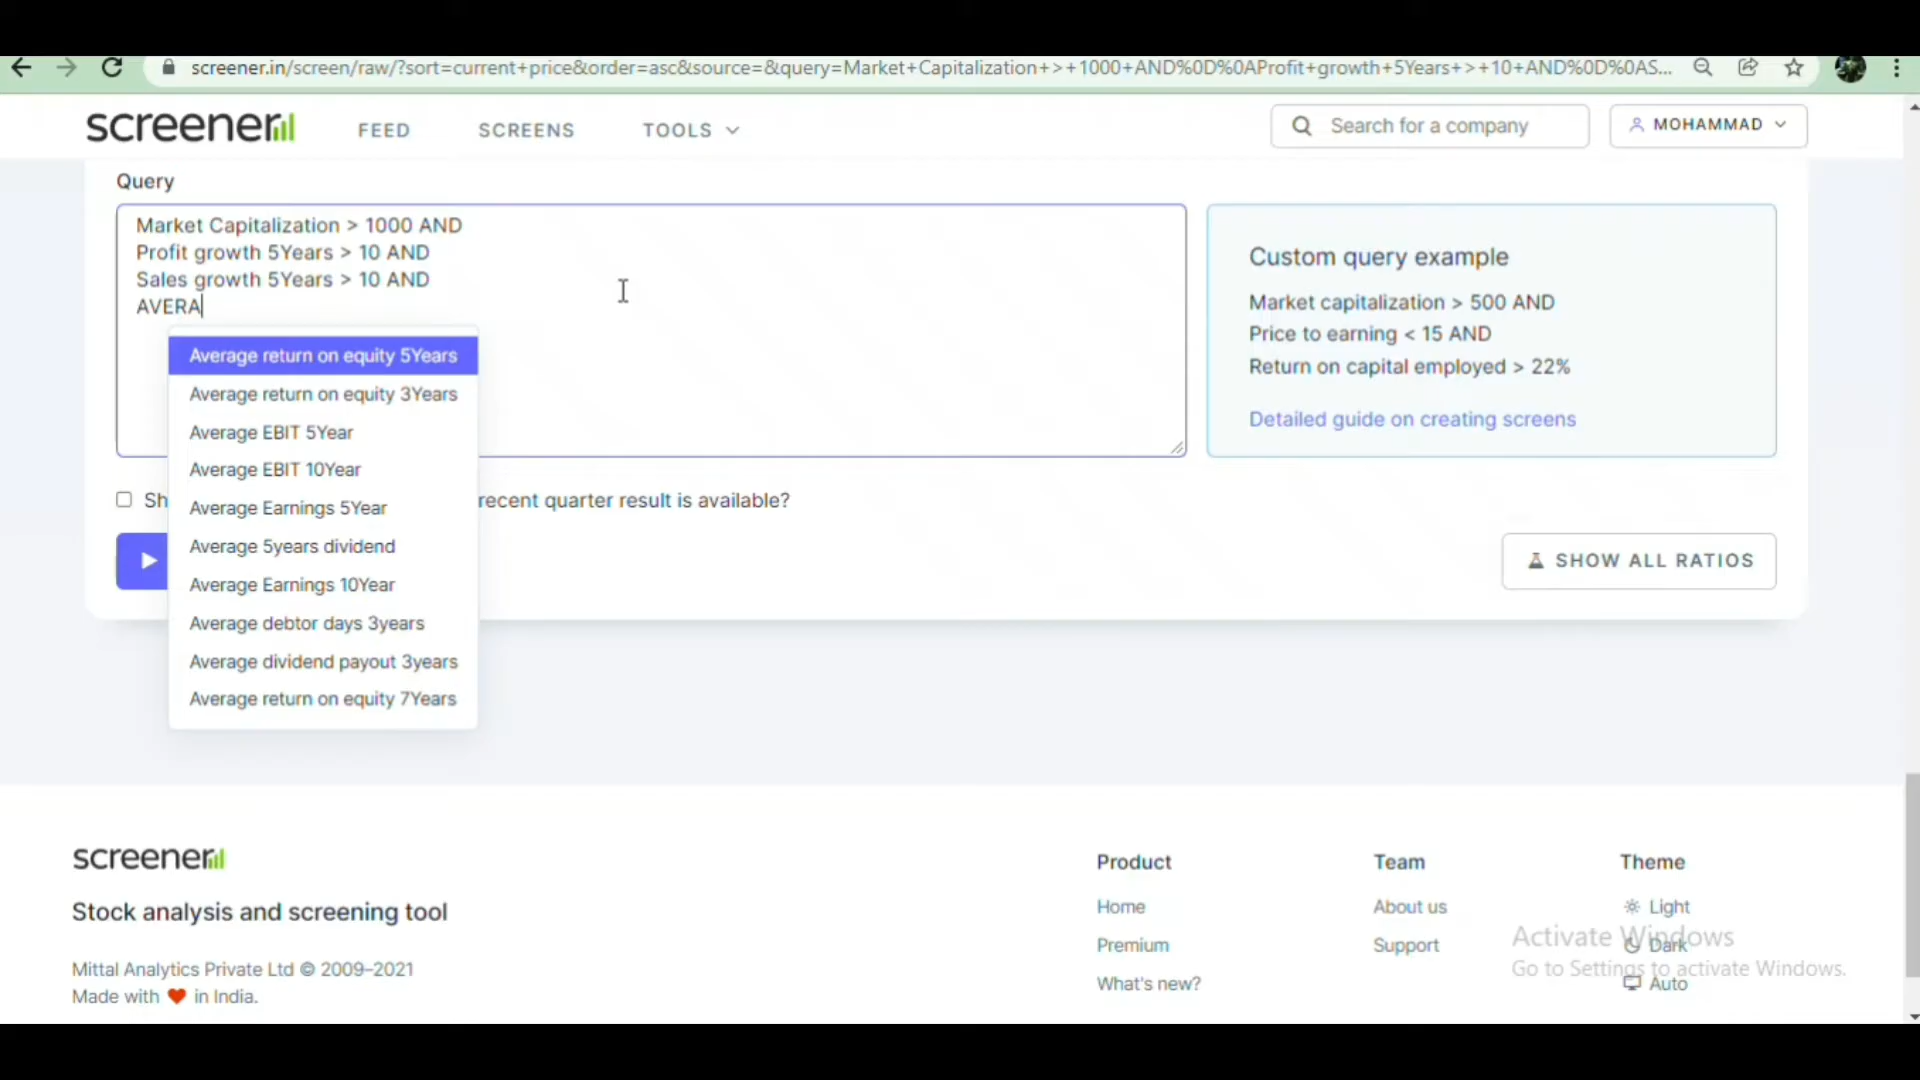 screener.in/screen/raw/?sort=current+price&order=asc&source=&query=Market+Capitalization+>+1000+AND%0D%0AProfit+growth+5Years+>+10+AND%0D%0AS...
screener
FEED
SCREENS
TOOLS
Search for a company
MOHAMMAD
Query
Market Capitalization > 1000 AND
Profit growth 5Years > 10 AND
Sales growth 5Years > 10 AND
AVERA
Average return on equity 5Years
Average return on equity 3Years
Average EBIT 5Year
Average EBIT 10Year
Average Earnings 5Year
Average 5years dividend
Average Earnings 10Year
Average debtor days 3years
Average dividend payout 3years
Average return on equity 7Years
Custom query example
Market capitalization > 500 AND
Price to earning < 15 AND
Return on capital employed > 22%
Detailed guide on creating screens
Sh
recent quarter result is available?
SHOW ALL RATIOS
screener
Stock analysis and screening tool
Mittal Analytics Private Ltd © 2009-2021
Made with ❤ in India.
Product
Home
Premium
What's new?
Team
About us
Support
Theme
Light
Dark
Auto
Activate Windows
Go to Settings to activate Windows.